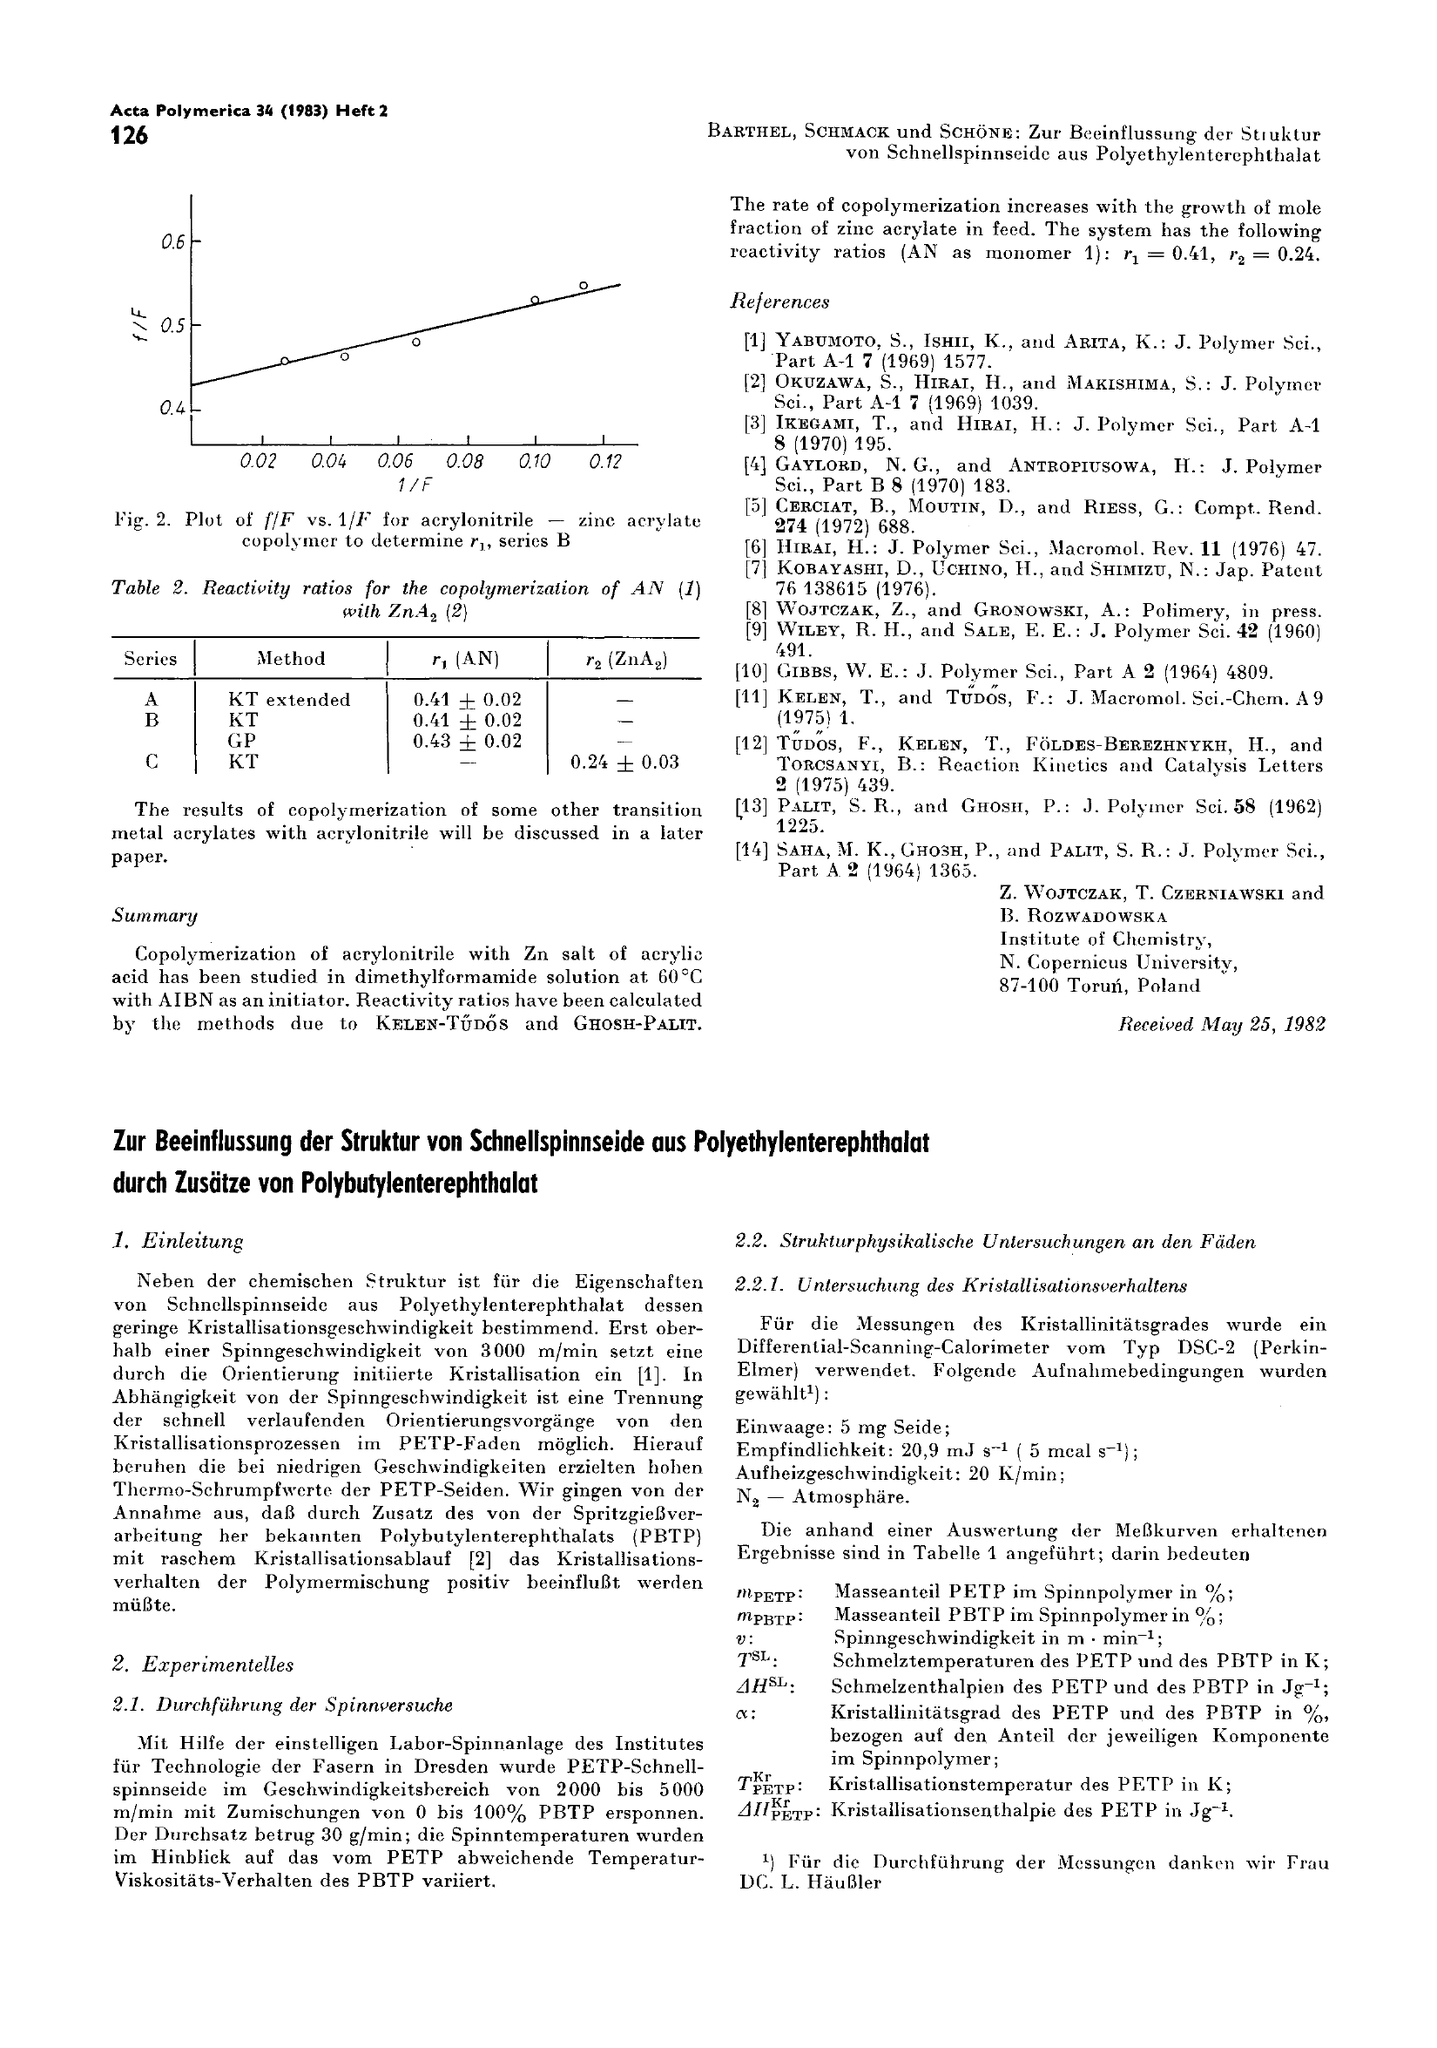 Acta Polymerica 34 (1983) Heft 2
126
BARTHEL, SCHMACK und SCHÖNE: Zur Beeinflussung der Struktur
von Schnellspinnseide aus Polyethylenterephthalat
0.6
0.5
0.4
f/F
0.02 0.04 0.06 0.08 0.10 0.12
1/F
Fig. 2. Plot of f/F vs. 1/F for acrylonitrile — zinc acrylate
copolymer to determine r₁, series B
Table 2. Reactivity ratios for the copolymerization of AN (1)
with ZnA₂ (2)
Series Method r₁ (AN) r₂ (ZnA₂)
A KT extended 0.41 ± 0.02 —
B KT 0.41 ± 0.02 —
GP 0.43 ± 0.02 —
C KT — 0.24 ± 0.03
The results of copolymerization of some other transition
metal acrylates with acrylonitrile will be discussed in a later
paper.
Summary
Copolymerization of acrylonitrile with Zn salt of acrylic
acid has been studied in dimethylformamide solution at 60 °C
with AIBN as an initiator. Reactivity ratios have been calculated
by the methods due to KELEN-TŰDŐS and GHOSH-PALIT.
The rate of copolymerization increases with the growth of mole
fraction of zinc acrylate in feed. The system has the following
reactivity ratios (AN as monomer 1): r₁ = 0.41, r₂ = 0.24.
References
[1] YABUMOTO, S., ISHII, K., and ARITA, K.: J. Polymer Sci.,
Part A-1 7 (1969) 1577.
[2] OKUZAWA, S., HIRAI, H., and MAKISHIMA, S.: J. Polymer
Sci., Part A-1 7 (1969) 1039.
[3] IKEGAMI, T., and HIRAI, H.: J. Polymer Sci., Part A-1
8 (1970) 195.
[4] GAYLORD, N. G., and ANTROPIUSOWA, H.: J. Polymer
Sci., Part B 8 (1970) 183.
[5] CERCIAT, B., MOUTIN, D., and RIESS, G.: Compt. Rend.
274 (1972) 688.
[6] HIRAI, H.: J. Polymer Sci., Macromol. Rev. 11 (1976) 47.
[7] KOBAYASHI, D., UCHINO, H., and SHIMIZU, N.: Jap. Patent
76 138615 (1976).
[8] WOJTCZAK, Z., and GRONOWSKI, A.: Polimery, in press.
[9] WILEY, R. H., and SALE, E. E.: J. Polymer Sci. 42 (1960)
491.
[10] GIBBS, W. E.: J. Polymer Sci., Part A 2 (1964) 4809.
[11] KELEN, T., and TŰDŐS, F.: J. Macromol. Sci.-Chem. A 9
(1975) 1.
[12] TŰDŐS, F., KELEN, T., FÖLDES-BEREZHNYKH, H., and
TORCSANYI, B.: Reaction Kinetics and Catalysis Letters
2 (1975) 439.
[13] PALIT, S. R., and GHOSH, P.: J. Polymer Sci. 58 (1962)
1225.
[14] SAHA, M. K., GHOSH, P., and PALIT, S. R.: J. Polymer Sci.,
Part A 2 (1964) 1365.
Z. WOJTCZAK, T. CZERNIAWSKI and
B. ROZWADOWSKA
Institute of Chemistry,
N. Copernicus University,
87-100 Toruń, Poland
Received May 25, 1982
Zur Beeinflussung der Struktur von Schnellspinnseide aus Polyethylenterephthalat
durch Zusätze von Polybutylenterephthalat
1. Einleitung
Neben der chemischen Struktur ist für die Eigenschaften
von Schnellspinnseide aus Polyethylenterephthalat dessen
geringe Kristallisationsgeschwindigkeit bestimmend. Erst ober-
halb einer Spinngeschwindigkeit von 3000 m/min setzt eine
durch die Orientierung initiierte Kristallisation ein [1]. In
Abhängigkeit von der Spinngeschwindigkeit ist eine Trennung
der schnell verlaufenden Orientierungsvorgänge von den
Kristallisationsprozessen im PETP-Faden möglich. Hierauf
beruhen die bei niedrigen Geschwindigkeiten erzielten hohen
Thermo-Schrumpfwerte der PETP-Seiden. Wir gingen von der
Annahme aus, daß durch Zusatz des von der Spritzgießver-
arbeitung her bekannten Polybutylenterephthalats (PBTP)
mit raschem Kristallisationsablauf [2] das Kristallisations-
verhalten der Polymermischung positiv beeinflußt werden
müßte.
2. Experimentelles
2.1. Durchführung der Spinnversuche
Mit Hilfe der einstelligen Labor-Spinnanlage des Institutes
für Technologie der Fasern in Dresden wurde PETP-Schnell-
spinnseide im Geschwindigkeitsbereich von 2000 bis 5000
m/min mit Zumischungen von 0 bis 100% PBTP ersponnen.
Der Durchsatz betrug 30 g/min; die Spinntemperaturen wurden
im Hinblick auf das vom PETP abweichende Temperatur-
Viskositäts-Verhalten des PBTP variiert.
2.2. Strukturphysikalische Untersuchungen an den Fäden
2.2.1. Untersuchung des Kristallisationsverhaltens
Für die Messungen des Kristallinitätsgrades wurde ein
Differential-Scanning-Calorimeter vom Typ DSC-2 (Perkin-
Elmer) verwendet. Folgende Aufnahmebedingungen wurden
gewählt¹):
Einwaage: 5 mg Seide;
Empfindlichkeit: 20,9 mJ s⁻¹ ( 5 mcal s⁻¹);
Aufheizgeschwindigkeit: 20 K/min;
N₂ — Atmosphäre.
Die anhand einer Auswertung der Meßkurven erhaltenen
Ergebnisse sind in Tabelle 1 angeführt; darin bedeuten
m_PETP: Masseanteil PETP im Spinnpolymer in %;
m_PBTP: Masseanteil PBTP im Spinnpolymer in %;
v: Spinngeschwindigkeit in m · min⁻¹;
T^SL: Schmelztemperaturen des PETP und des PBTP in K;
ΔH^SL: Schmelzenthalpien des PETP und des PBTP in Jg⁻¹;
α: Kristallinitätsgrad des PETP und des PBTP in %,
bezogen auf den Anteil der jeweiligen Komponente
im Spinnpolymer;
T^Kr_PETP: Kristallisationstemperatur des PETP in K;
ΔH^Kr_PETP: Kristallisationsenthalpie des PETP in Jg⁻¹.
¹) Für die Durchführung der Messungen danken wir Frau
DC. L. Häußler